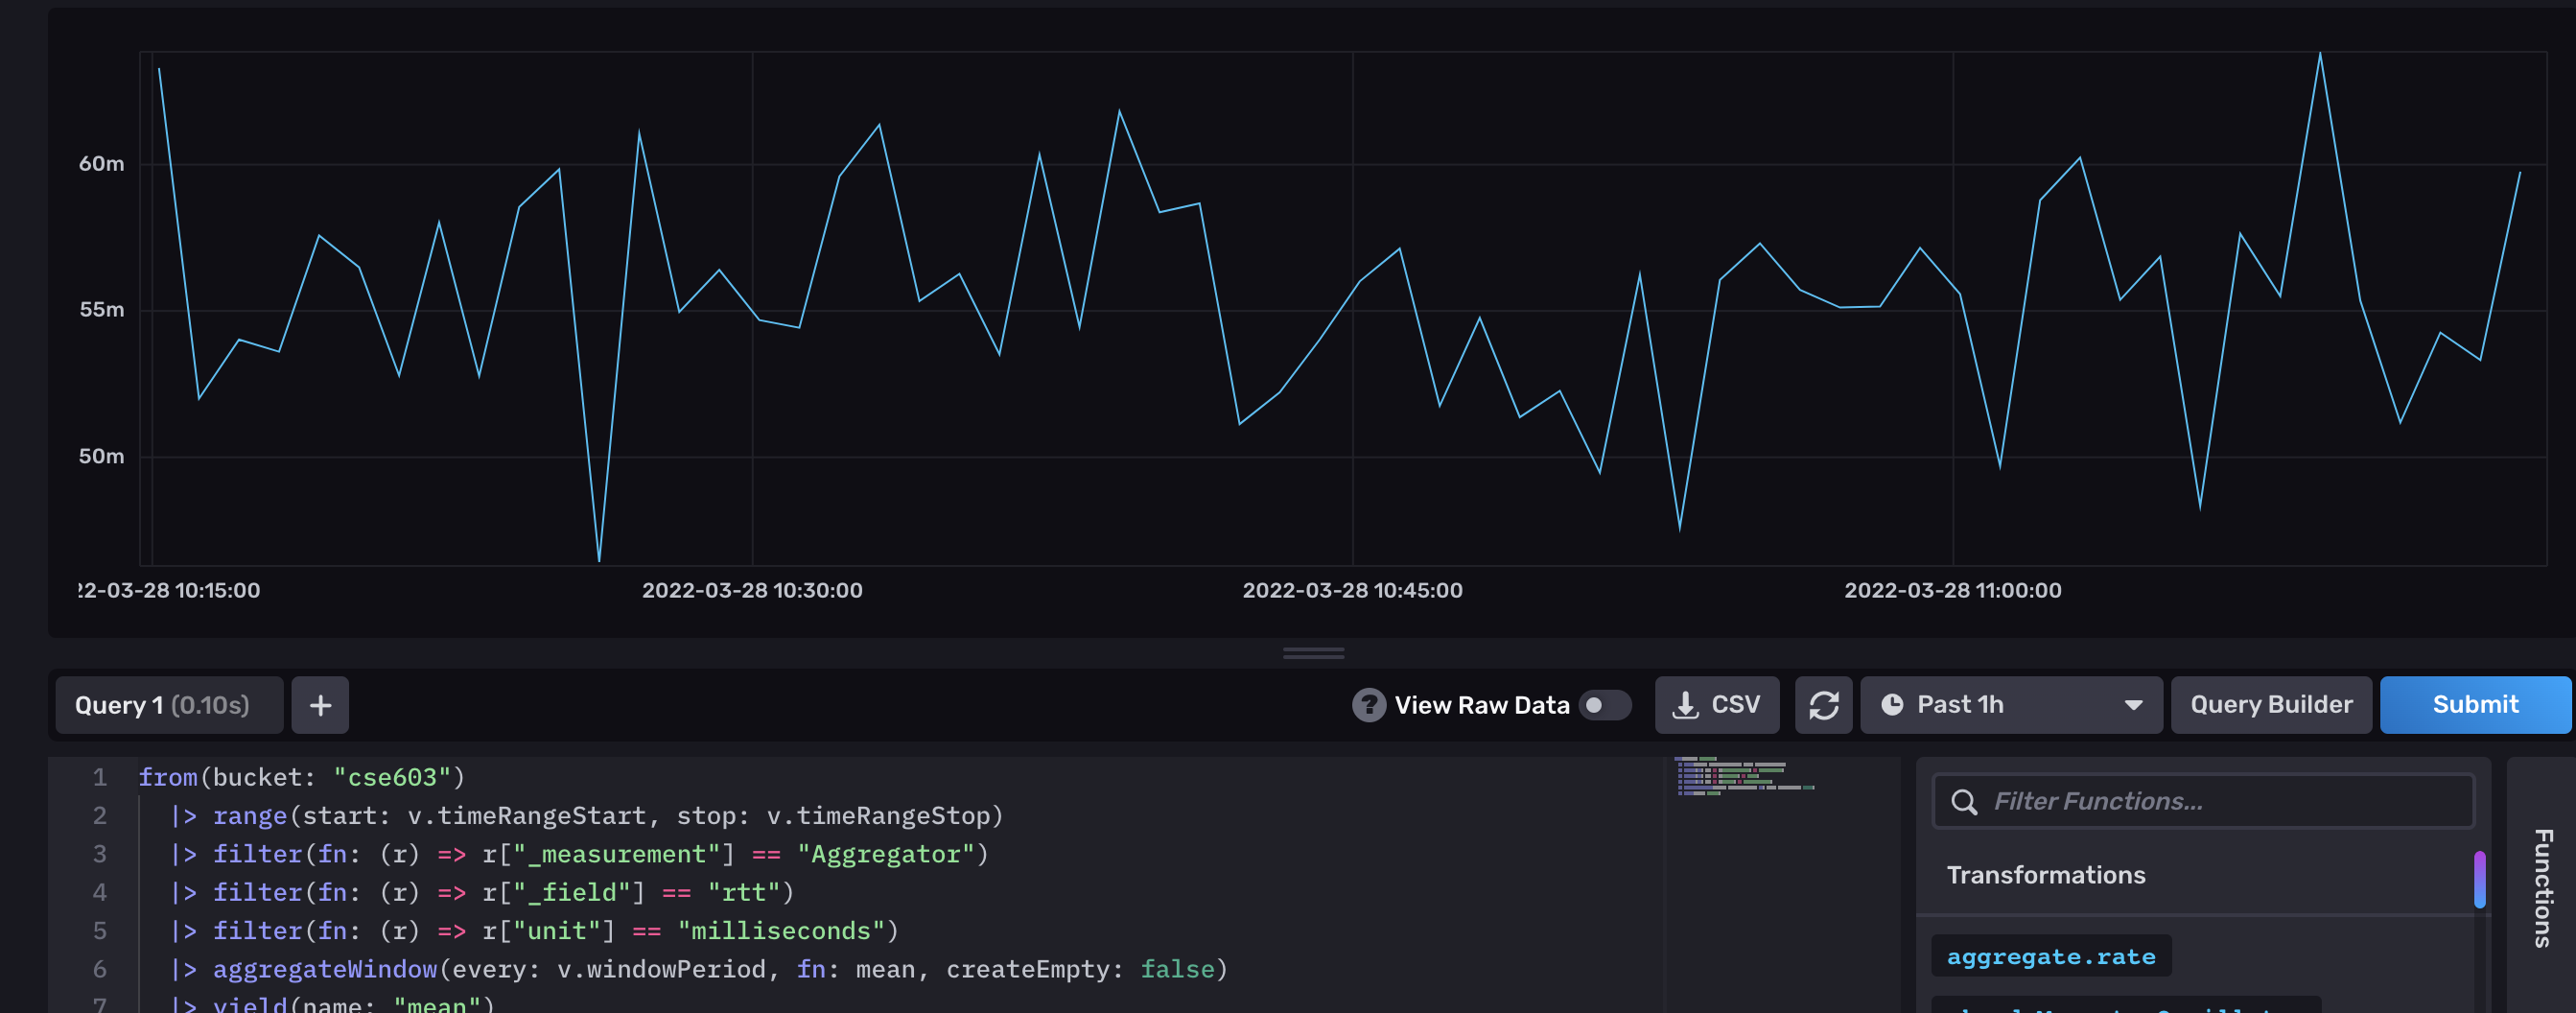 60m
55m
50m
22-03-28 10:15:00 2022-03-28 10:30:00 2022-03-28 10:45:00 2022-03-28 11:00:00
Query 1 (0.10s) + ? View Raw Data CSV Past 1h Query Builder Submit
1 from(bucket: "cse603")
2 |> range(start: v.timeRangeStart, stop: v.timeRangeStop)
3 |> filter(fn: (r) => r["_measurement"] == "Aggregator")
4 |> filter(fn: (r) => r["_field"] == "rtt")
5 |> filter(fn: (r) => r["unit"] == "milliseconds")
6 |> aggregateWindow(every: v.windowPeriod, fn: mean, createEmpty: false)
7 |> yield(name: "mean")
Filter Functions...
Transformations
aggregate.rate
Functions